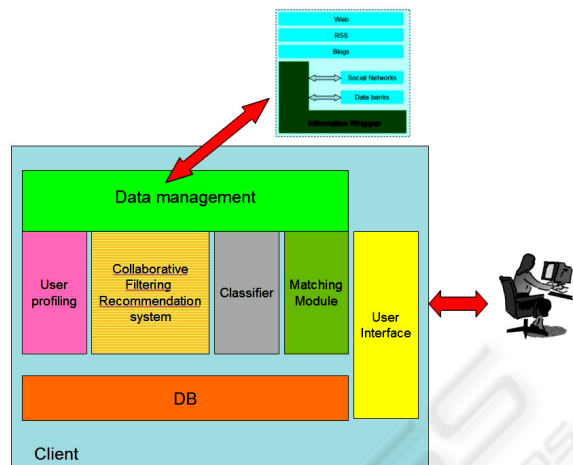 Web
RSS
Blogs
Social Networks
Data banks
Information Wrapper
Data management
User
profiling
Collaborative
Filtering
Recommendation
system
Classifier
Matching
Module
User
Interface
DB
Client